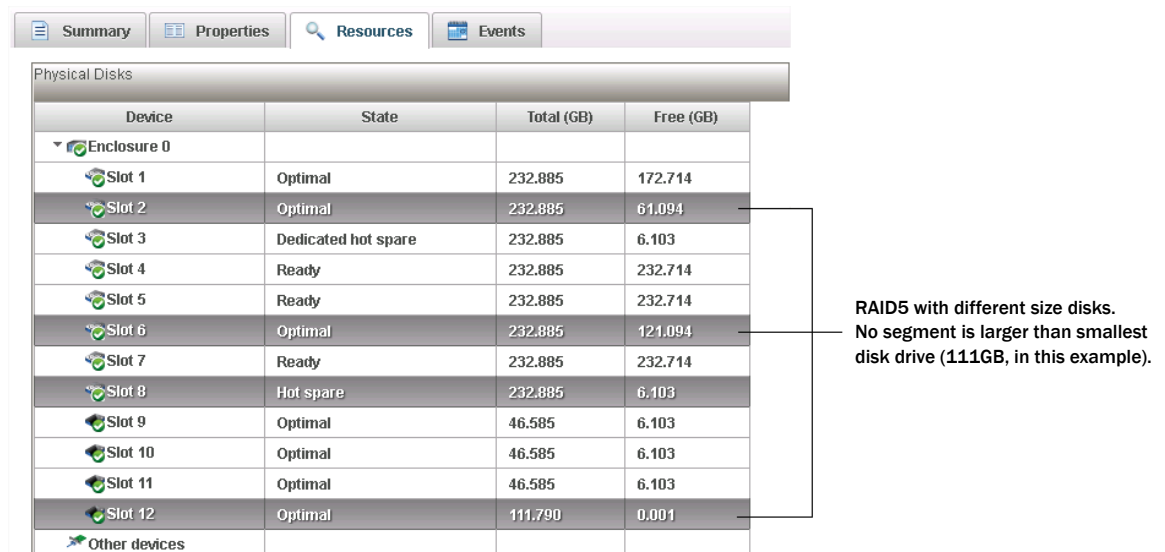 Summary Properties Resources Events
Physical Disks
Device State Total (GB) Free (GB)
Enclosure 0
Slot 1 Optimal 232.885 172.714
Slot 2 Optimal 232.885 61.094
Slot 3 Dedicated hot spare 232.885 6.103
Slot 4 Ready 232.885 232.714
Slot 5 Ready 232.885 232.714
Slot 6 Optimal 232.885 121.094
Slot 7 Ready 232.885 232.714
Slot 8 Hot spare 232.885 6.103
Slot 9 Optimal 46.585 6.103
Slot 10 Optimal 46.585 6.103
Slot 11 Optimal 46.585 6.103
Slot 12 Optimal 111.790 0.001
Other devices
RAID5 with different size disks.
No segment is larger than smallest
disk drive (111GB, in this example).